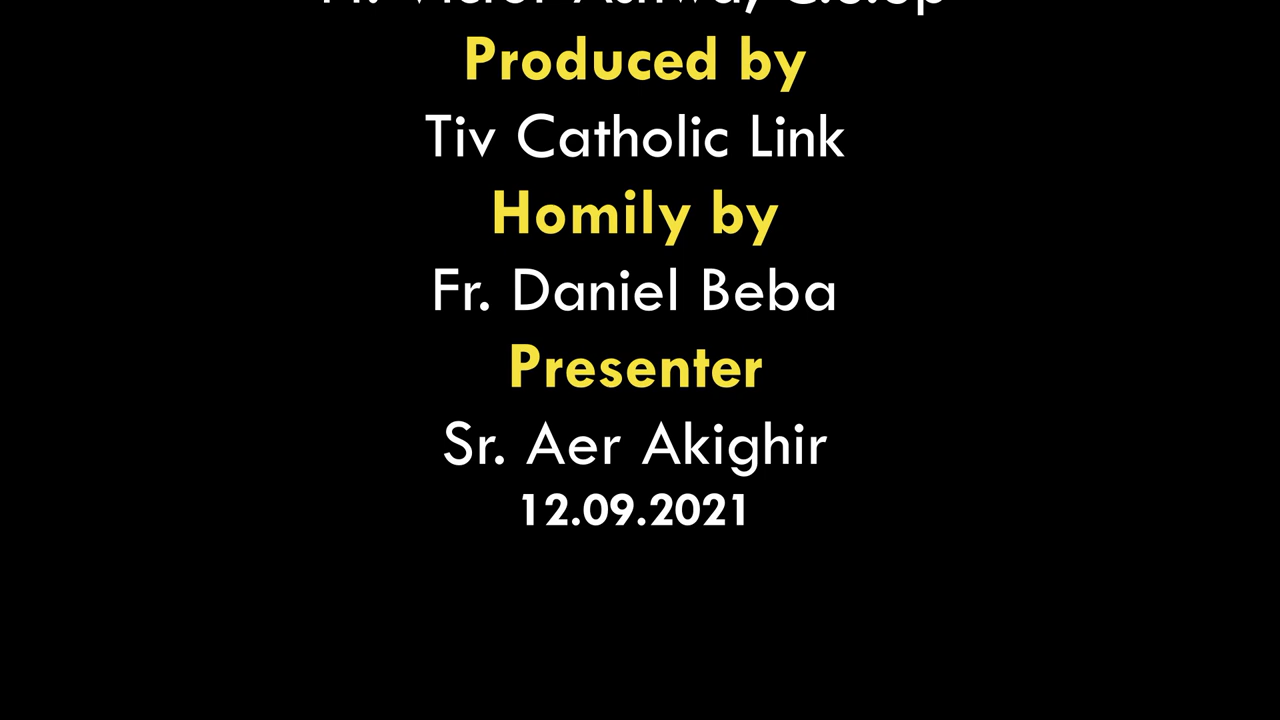 Produced by
Tiv Catholic Link
Homily by
Fr. Daniel Beba
Presenter
Sr. Aer Akighir
12.09.2021